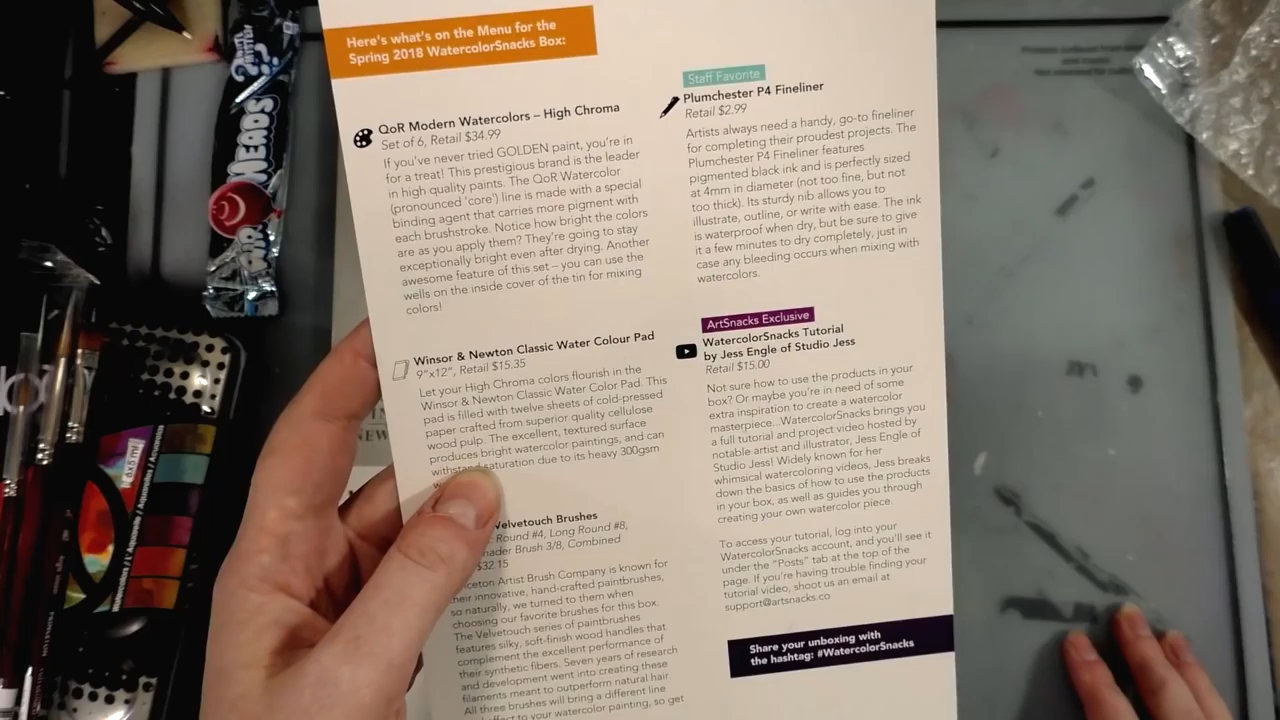 Here's what's on the Menu for the
Spring 2018 WatercolorSnacks Box:
QoR Modern Watercolors – High Chroma
Set of 6, Retail $34.99
If you've never tried GOLDEN paint, you're in
for a treat! This prestigious brand is the leader
in high quality paints. The QoR Watercolor
(pronounced 'core') line is made with a special
binding agent that carries more pigment with
each brushstroke. Notice how bright the colors
are as you apply them? They're going to stay
exceptionally bright even after drying. Another
awesome feature of this set – you can use the
wells on the inside cover of the tin for mixing
colors!
Winsor & Newton Classic Water Colour Pad
9"x12", Retail $15.35
Let your High Chroma colors flourish in the
Winsor & Newton Classic Water Color Pad. This
pad is filled with twelve sheets of cold-pressed
paper crafted from superior quality cellulose
wood pulp. The excellent, textured surface
produces bright watercolor paintings, and can
withstand saturation due to its heavy 300gsm
Velvetouch Brushes
Round #4, Long Round #8,
Brush 3/8, Combined
$32.15
Artist Brush Company is known for
their innovative, hand-crafted paintbrushes,
so naturally, we turned to them when
choosing our favorite brushes for this box.
The Velvetouch series of paintbrushes
features silky, soft-finish wood handles that
complement the excellent performance of
their synthetic fibers. Seven years of research
and development went into creating these
filaments meant to outperform natural hair.
All three brushes will bring a different line
effect to your watercolor painting, so get
Staff Favorite
Plumchester P4 Fineliner
Retail $2.99
Artists always need a handy, go-to fineliner
for completing their proudest projects. The
Plumchester P4 Fineliner features
pigmented black ink and is perfectly sized
at 4mm in diameter (not too fine, but not
too thick). Its sturdy nib allows you to
illustrate, outline, or write with ease. The ink
is waterproof when dry, but be sure to give
it a few minutes to dry completely, just in
case any bleeding occurs when mixing with
watercolors.
ArtSnacks Exclusive
WatercolorSnacks Tutorial
by Jess Engle of Studio Jess
Retail $15.00
Not sure how to use the products in your
box? Or maybe you're in need of some
extra inspiration to create a watercolor
masterpiece...WatercolorSnacks brings you
a full tutorial and project video hosted by
notable artist and illustrator, Jess Engle of
Studio Jess! Widely known for her
whimsical watercoloring videos, Jess breaks
down the basics of how to use the products
in your box, as well as guides you through
creating your own watercolor piece.
To access your tutorial, log into your
WatercolorSnacks account, and you'll see it
under the "Posts" tab at the top of the
page. If you're having trouble finding your
tutorial video, shoot us an email at
support@artsnacks.co
Share your unboxing with
the hashtag: #WatercolorSnacks
AIRHEADS
NEW
6x5 ml
Watercolors / L'Aquarelle / Acuarelas